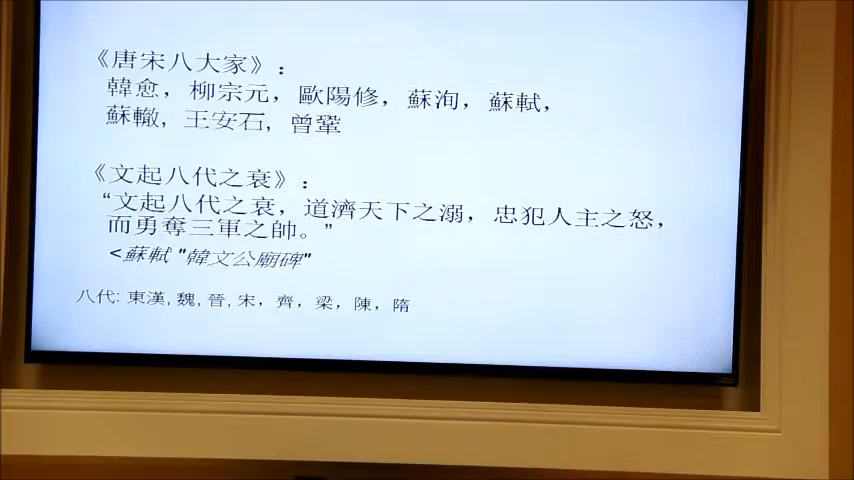 《唐宋八大家》：
韓愈，柳宗元，歐陽修，蘇洵，蘇軾，
蘇轍, 王安石, 曾鞏
《文起八代之衰》：
“文起八代之衰，道濟天下之溺，忠犯人主之怒，
而勇奪三軍之帥。”
<蘇軾 "韓文公廟碑"
八代: 東漢, 魏, 晉, 宋，齊，梁，陳，隋